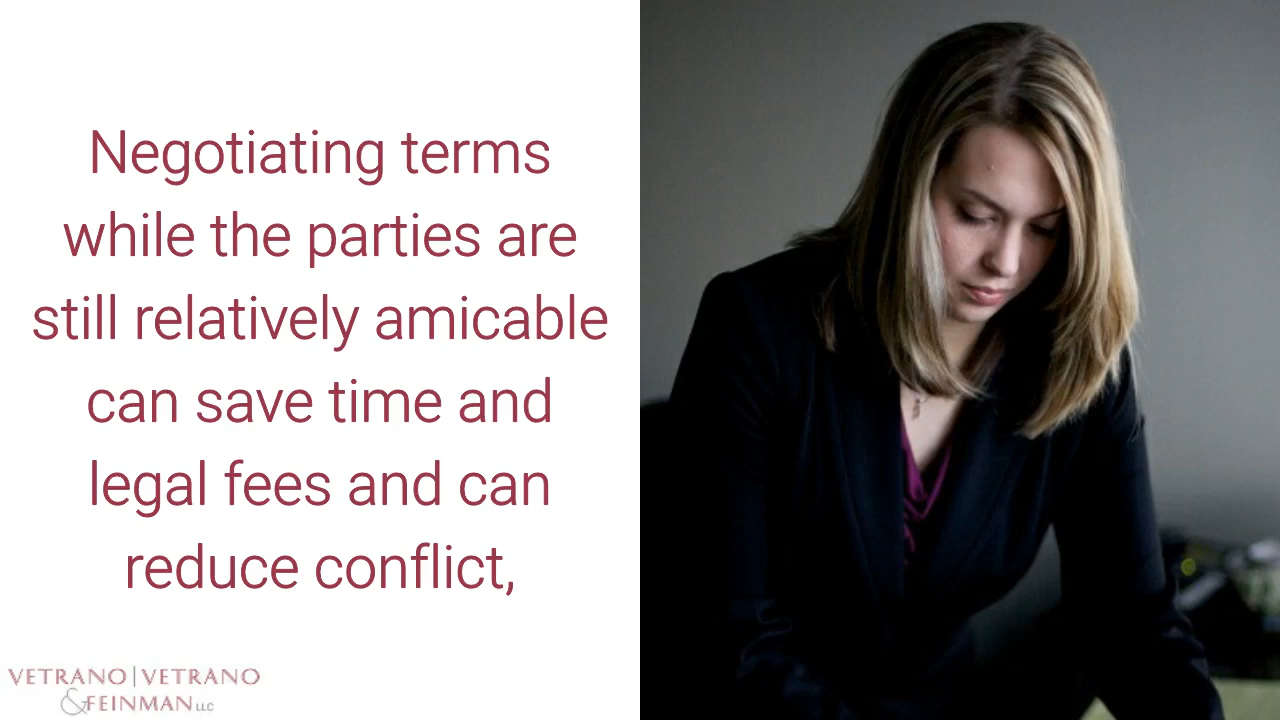 Negotiating terms
while the parties are
still relatively amicable
can save time and
legal fees and can
reduce conflict,
VETRANO|VETRANO
&FEINMAN LLC